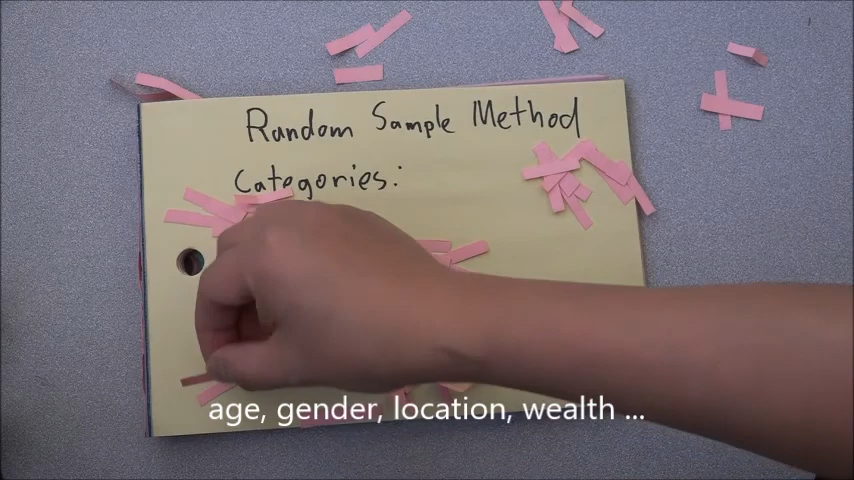 Random Sample Method
Categories:
age, gender, location, wealth ...